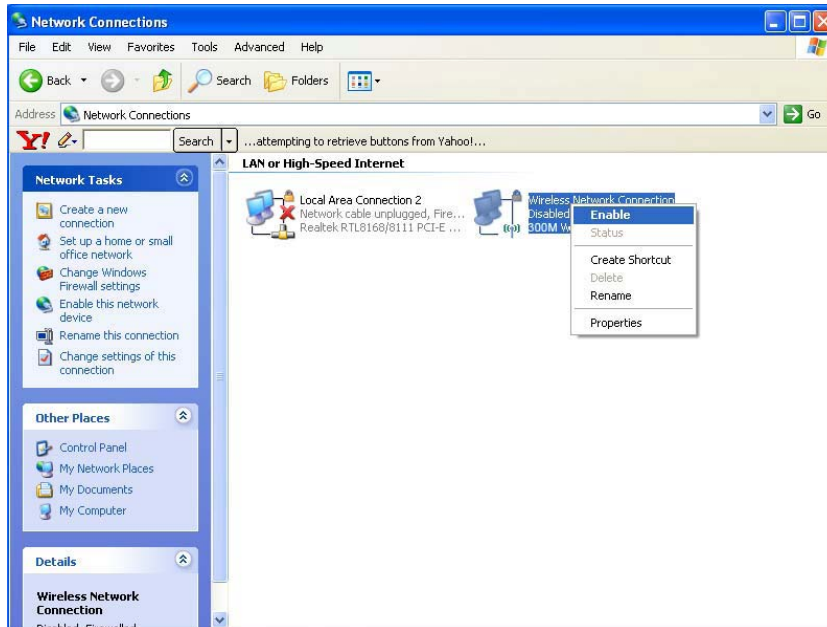 Network Connections
File Edit View Favorites Tools Advanced Help
Back Search Folders
Address Network Connections Go
Y! Search ...attempting to retrieve buttons from Yahoo!...
Network Tasks
Create a new
connection
Set up a home or small
office network
Change Windows
Firewall settings
Enable this network
device
Rename this connection
Change settings of this
connection
Other Places
Control Panel
My Network Places
My Documents
My Computer
Details
Wireless Network
Connection
Disabled, Firewalled
LAN or High-Speed Internet
Local Area Connection 2
Network cable unplugged, Fire...
Realtek RTL8168/8111 PCI-E ...
Wireless Network Connection
Disabled
300M
Enable
Status
Create Shortcut
Delete
Rename
Properties